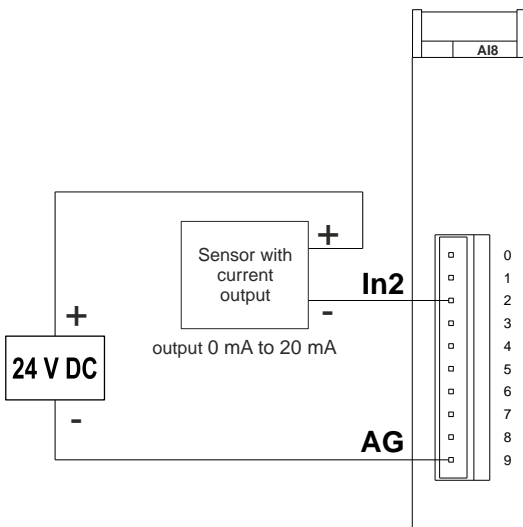 AI8
+
Sensor with
current
output
-
In2
output 0 mA to 20 mA
+
24 V DC
-
AG
0
1
2
3
4
5
6
7
8
9